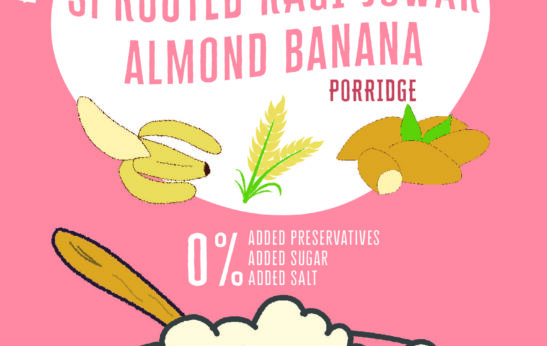 SPROUTED RAGI JOWAR
ALMOND BANANA
PORRIDGE
0%
ADDED PRESERVATIVES
ADDED SUGAR
ADDED SALT